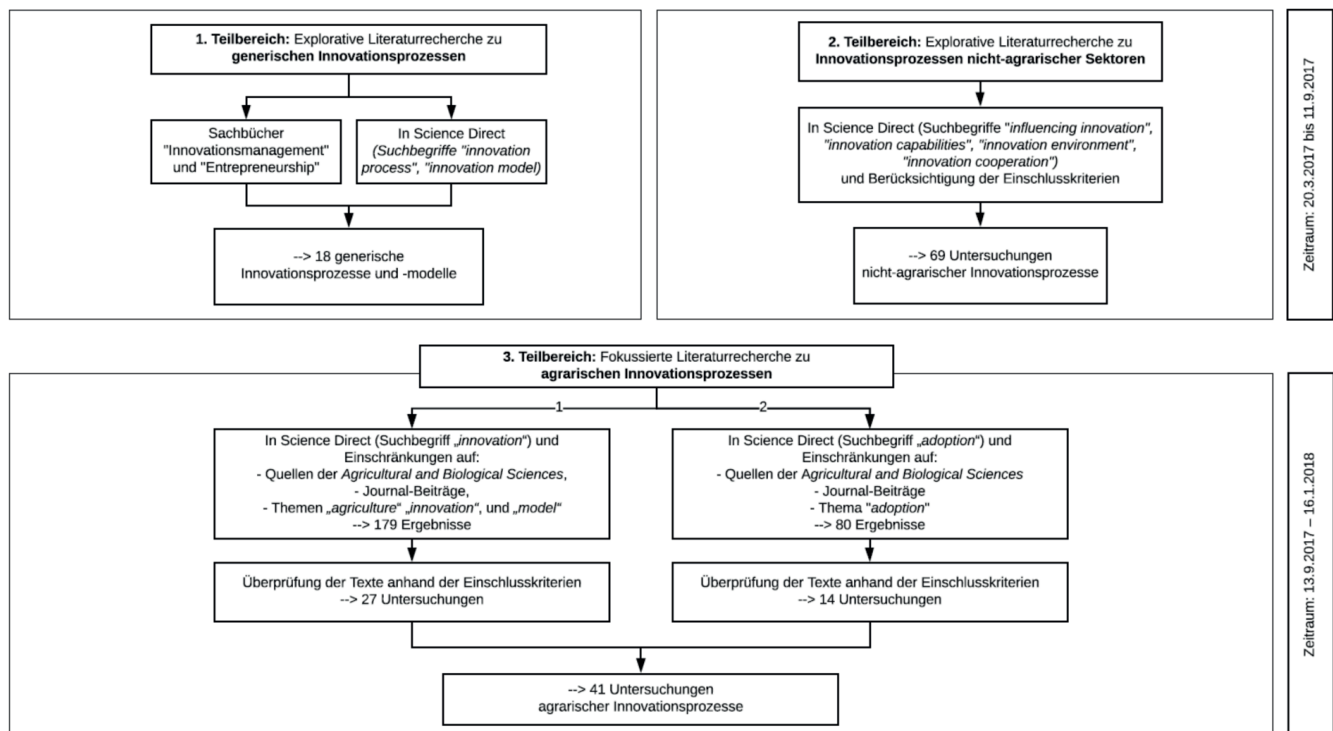 1. Teilbereich: Explorative Literaturrecherche zu
generischen Innovationsprozessen
Sachbücher
"Innovationsmanagement"
und "Entrepreneurship"
In Science Direct
(Suchbegriffe "innovation
process", "innovation model)
--> 18 generische
Innovationsprozesse und -modelle
2. Teilbereich: Explorative Literaturrecherche zu
Innovationsprozessen nicht-agrarischer Sektoren
In Science Direct (Suchbegriffe "influencing innovation",
"innovation capabilities", "innovation environment",
"innovation cooperation")
und Berücksichtigung der Einschlusskriterien
--> 69 Untersuchungen
nicht-agrarischer Innovationsprozesse
Zeitraum: 20.3.2017 bis 11.9.2017
3. Teilbereich: Fokussierte Literaturrecherche zu
agrarischen Innovationsprozessen
1
2
In Science Direct (Suchbegriff „innovation“) und
Einschränkungen auf:
- Quellen der Agricultural and Biological Sciences,
- Journal-Beiträge,
- Themen „agriculture“ „innovation“, und „model“
--> 179 Ergebnisse
In Science Direct (Suchbegriff „adoption“) und
Einschränkungen auf:
- Quellen der Agricultural and Biological Sciences
- Journal-Beiträge
- Thema "adoption"
--> 80 Ergebnisse
Überprüfung der Texte anhand der Einschlusskriterien
--> 27 Untersuchungen
Überprüfung der Texte anhand der Einschlusskriterien
--> 14 Untersuchungen
--> 41 Untersuchungen
agrarischer Innovationsprozesse
Zeitraum: 13.9.2017 – 16.1.2018